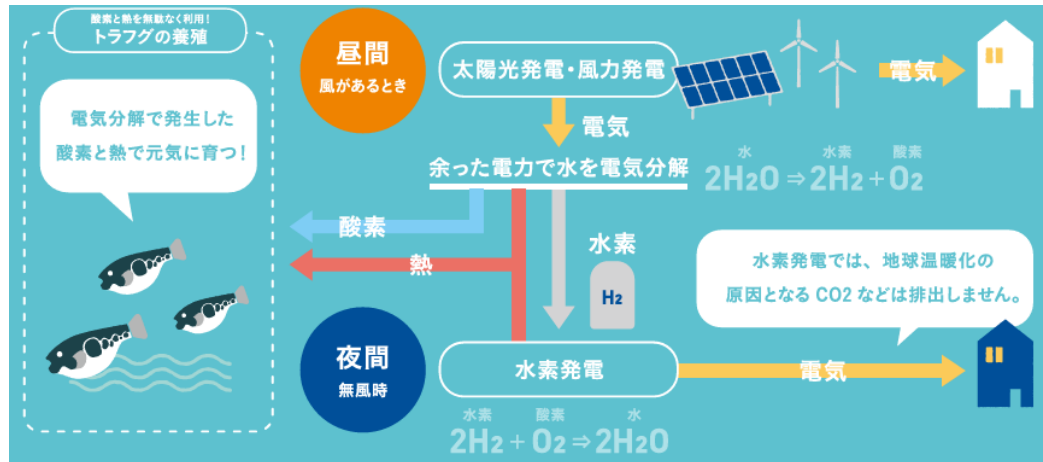 酸素と熱を無駄なく利用！
トラフグの養殖
電気分解で発生した
酸素と熱で元気に育つ！
昼間
風があるとき
太陽光発電・風力発電
電気
電気
余った電力で水を電気分解
水 水素 酸素
2H₂O ⇒ 2H₂ + O₂
酸素
熱
水素
H₂
水素発電では、地球温暖化の
原因となる CO2 などは排出しません。
夜間
無風時
水素発電
電気
水素 酸素 水
2H₂ + O₂ ⇒ 2H₂O